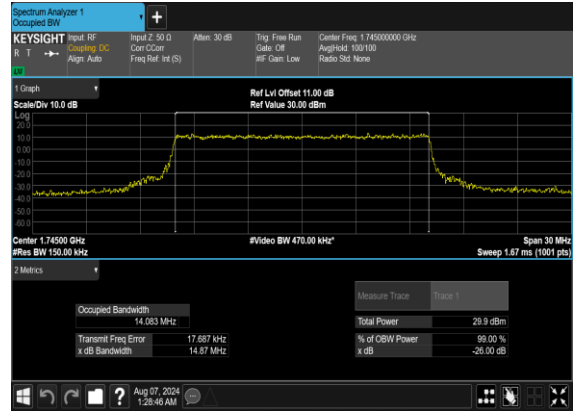 Spectrum Analyzer 1
Occupied BW
+
KEYSIGHT Input: RF Input Z: 50 Ω Atten: 30 dB Trig: Free Run Center Freq: 1.745000000 GHz
R T Coupling: DC Corr CCorr Gate: Off Avg|Hold: 100/100
Align: Auto Freq Ref: Int (S) #IF Gain: Low Radio Std: None
1 Graph
Ref Lvl Offset 11.00 dB
Scale/Div 10.0 dB Ref Value 30.00 dBm
Log
20.0
10.0
0.00
-10.0
-20.0
-30.0
-40.0
-50.0
-60.0
Center 1.74500 GHz #Video BW 470.00 kHz* Span 30 MHz
#Res BW 150.00 kHz Sweep 1.67 ms (1001 pts)
2 Metrics
Measure Trace Trace 1
Occupied Bandwidth
14.083 MHz Total Power 29.9 dBm
Transmit Freq Error 17.687 kHz % of OBW Power 99.00 %
x dB Bandwidth 14.87 MHz x dB -26.00 dB
? Aug 07, 2024
1:28:46 AM